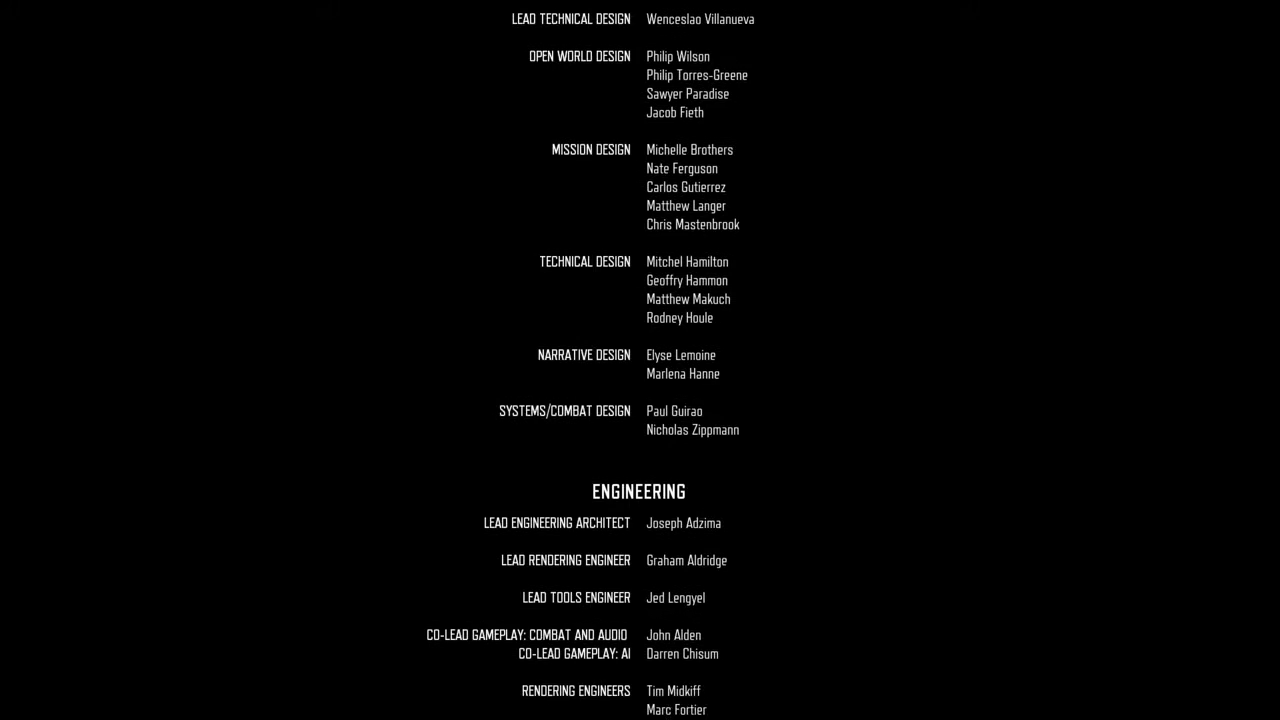 LEAD TECHNICAL DESIGN Wenceslao Villanueva
OPEN WORLD DESIGN Philip Wilson
Philip Torres-Greene
Sawyer Paradise
Jacob Fieth
MISSION DESIGN Michelle Brothers
Nate Ferguson
Carlos Gutierrez
Matthew Langer
Chris Mastenbrook
TECHNICAL DESIGN Mitchel Hamilton
Geoffry Hammon
Matthew Makuch
Rodney Houle
NARRATIVE DESIGN Elyse Lemoine
Marlena Hanne
SYSTEMS/COMBAT DESIGN Paul Guirao
Nicholas Zippmann
ENGINEERING
LEAD ENGINEERING ARCHITECT Joseph Adzima
LEAD RENDERING ENGINEER Graham Aldridge
LEAD TOOLS ENGINEER Jed Lengyel
CO-LEAD GAMEPLAY: COMBAT AND AUDIO John Alden
CO-LEAD GAMEPLAY: AI Darren Chisum
RENDERING ENGINEERS Tim Midkiff
Marc Fortier